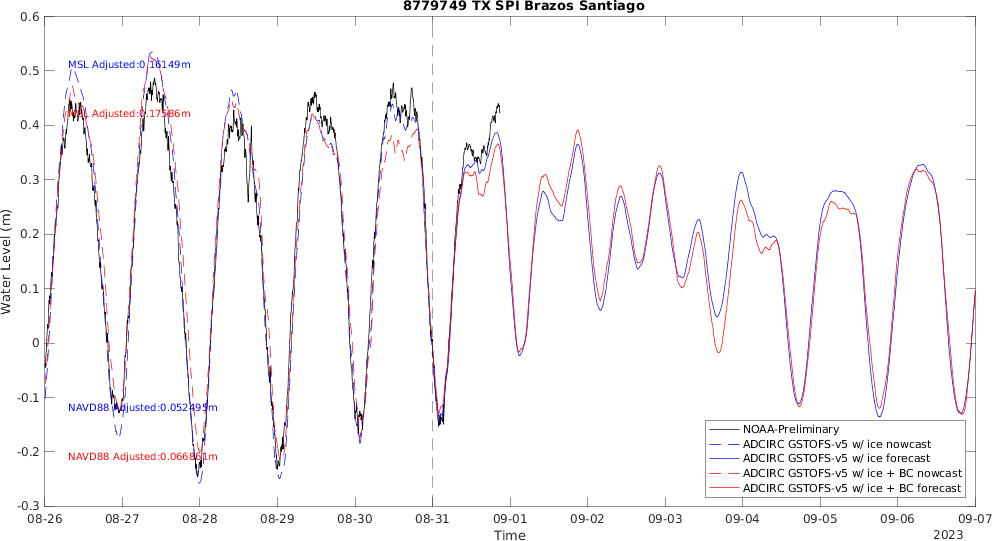 8779749 TX SPI Brazos Santiago
0.6
0.5
0.4
0.3
0.2
0.1
0
-0.1
-0.2
-0.3
Water Level (m)
MSL Adjusted:0.16149m
MSL Adjusted:0.17586m
NAVD88 Adjusted:0.052495m
NAVD88 Adjusted:0.066861m
NOAA-Preliminary
ADCIRC GSTOFS-v5 w/ ice nowcast
ADCIRC GSTOFS-v5 w/ ice forecast
ADCIRC GSTOFS-v5 w/ ice + BC nowcast
ADCIRC GSTOFS-v5 w/ ice + BC forecast
08-26 08-27 08-28 08-29 08-30 08-31 09-01 09-02 09-03 09-04 09-05 09-06 09-07
Time
2023